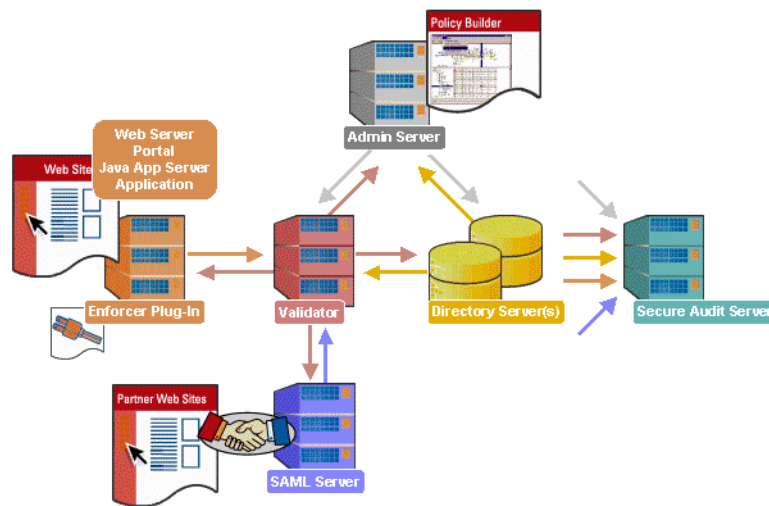 Policy Builder
Admin Server
Web Server
Portal
Java App Server
Application
Web Sites
Enforcer Plug-In
Validator
Directory Server(s)
Secure Audit Server
Partner Web Sites
SAML Server